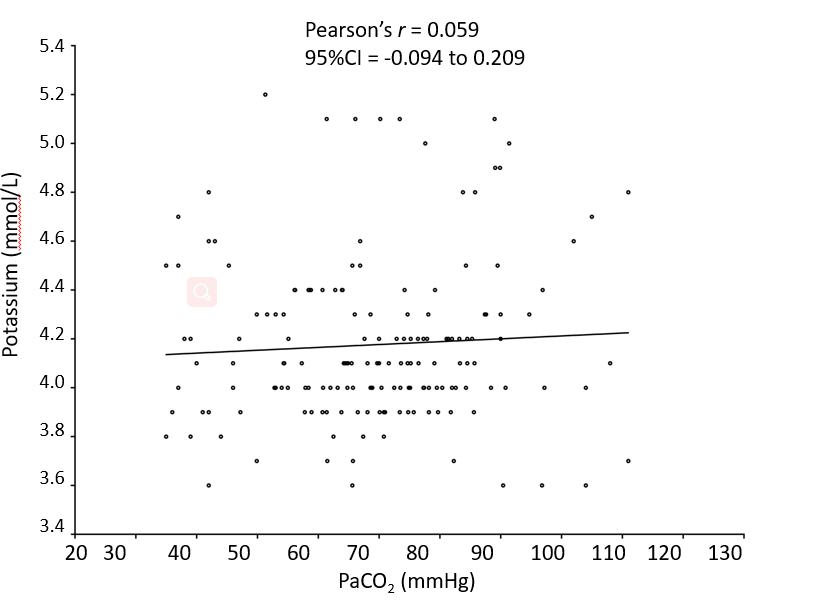 Pearson’s r = 0.059
95%CI = -0.094 to 0.209
5.4
5.2
5.0
4.8
4.6
4.4
4.2
4.0
3.8
3.6
3.4
Potassium (mmol/L)
20 30 40 50 60 70 80 90 100 110 120 130
PaCO₂ (mmHg)